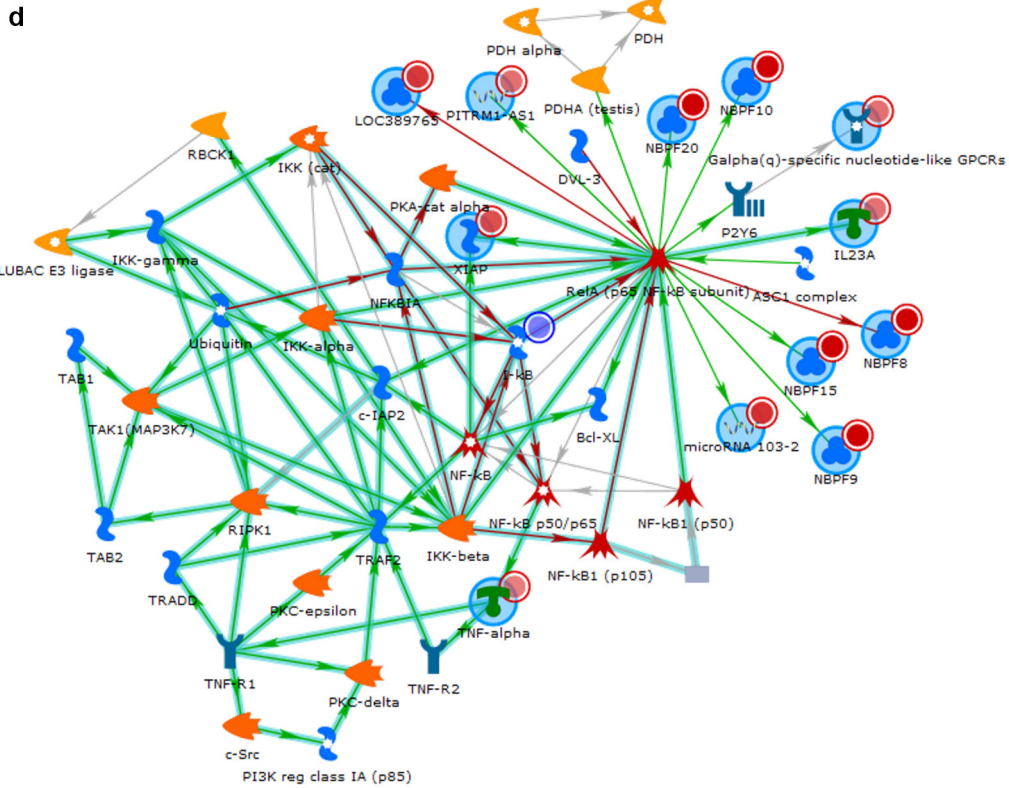 d
PDH alpha
PDH
PDHA (testis)
LOC389765
PITRM1-AS1
NBPF10
NBPF20
RBCK1
IKK (cat)
DVL-3
Galpha(q)-specific nucleotide-like GPCRs
PKA-cat alpha
P2Y6
IKK-gamma
LUBAC E3 ligase
XIAP
IL23A
NFKBIA
RelA (p65 NF-kB subunit)
ASC1 complex
Ubiquitin
IKK-alpha
I-kB
NBPF8
TAB1
NBPF15
c-IAP2
TAK1(MAP3K7)
Bcl-XL
microRNA 103-2
NF-kB
NBPF9
NF-kB p50/p65
NF-kB1 (p50)
RIPK1
TAB2
TRAF2
IKK-beta
NF-kB1 (p105)
TRADD
PKC-epsilon
TNF-alpha
TNF-R1
TNF-R2
PKC-delta
c-Src
PI3K reg class IA (p85)